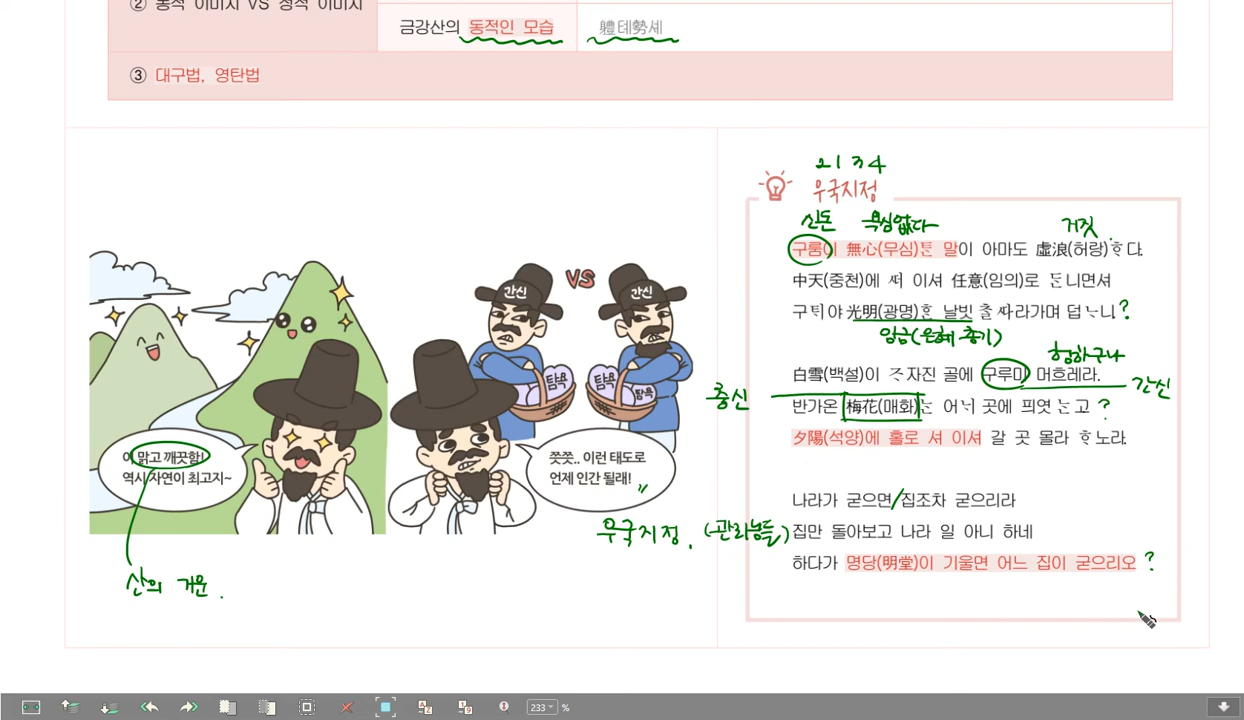 ② 동적 이미지 VS 정적 이미지
금강산의 동적인 모습
體톄勢셰
③ 대구법, 영탄법
2 1 3 4
우국지정
신돈 욕심없다 거짓
구룸이 無心(무심)툰 말이 아마도 虛浪(허랑)ᄒᆞ다.
中天(중천)에 ᄯᅥ 이셔 任意(임의)로 ᄃᆞ니면셔
구ᄐᆡ야 光明(광명)ᄒᆞᆫ 날빗츨 ᄯᅡ라가며 덥ᄂᆞ니. ?
임금(은혜 총기)
험하구나
白雪(백설)이 ᄌᆞ자진 골에 구루미 머흐레라.
충신 간신
반가온 梅花(매화)ᄂᆞᆫ 어ᄂᆡ 곳에 픠엿ᄂᆞᆫ고 ?
夕陽(석양)에 홀로 셔 이셔 갈 곳 몰라 ᄒᆞ노라.
나라가 굳으면/집조차 굳으리라
집만 돌아보고 나라 일 아니 하네
하다가 명당(明堂)이 기울면 어느 집이 굳으리오 ?
간신
VS
간신
탐욕 탐욕
탐욕 탐욕
이 맑고 깨끗함!
역시 자연이 최고지~
쯧쯧.. 이런 태도로
언제 인간 될래!
우국지정. (관리놈들)
산의 기운.
233 %